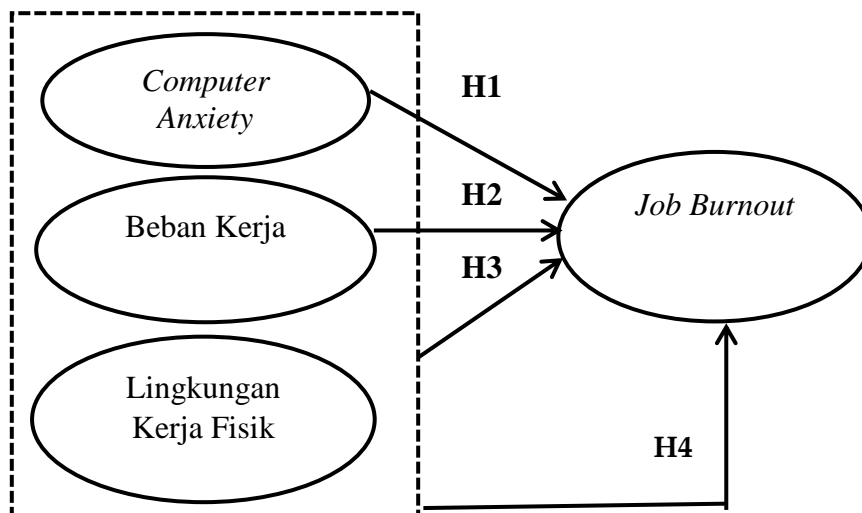 Computer
Anxiety
H1
Beban Kerja
H2
Job Burnout
H3
Lingkungan
Kerja Fisik
H4